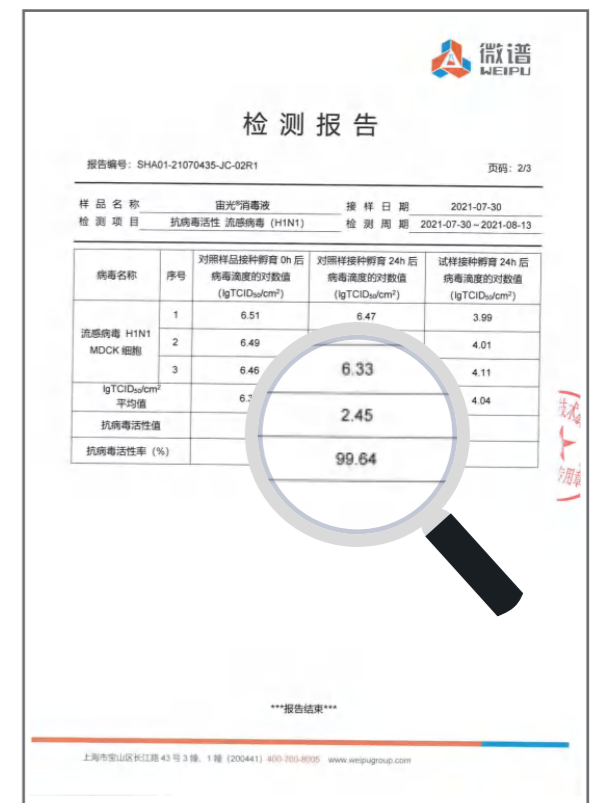 微谱
WEIPU
检测报告
报告编号：SHA01-21070435-JC-02R1
页码：2/3
样品名称 宙光®消毒液 接样日期 2021-07-30
检测项目 抗病毒活性 流感病毒（H1N1） 检测周期 2021-07-30～2021-08-13
病毒名称 序号 对照样品接种孵育 0h 后 对照样接种孵育 24h 后 试样接种孵育 24h 后
病毒滴度的对数值 病毒滴度的对数值 病毒滴度的对数值
(lgTCID₅₀/cm²) (lgTCID₅₀/cm²) (lgTCID₅₀/cm²)
流感病毒 H1N1
MDCK 细胞
1 6.51 6.47 3.99
2 6.49 4.01
3 6.46 6.33 4.11
lgTCID₅₀/cm²
平均值 4.04
抗病毒活性值 2.45
抗病毒活性率（%） 99.64
专用章
***报告结束***
上海市宝山区长江路 43 号 3 幢、1 幢 (200441) 400-700-8005 www.weipugroup.com